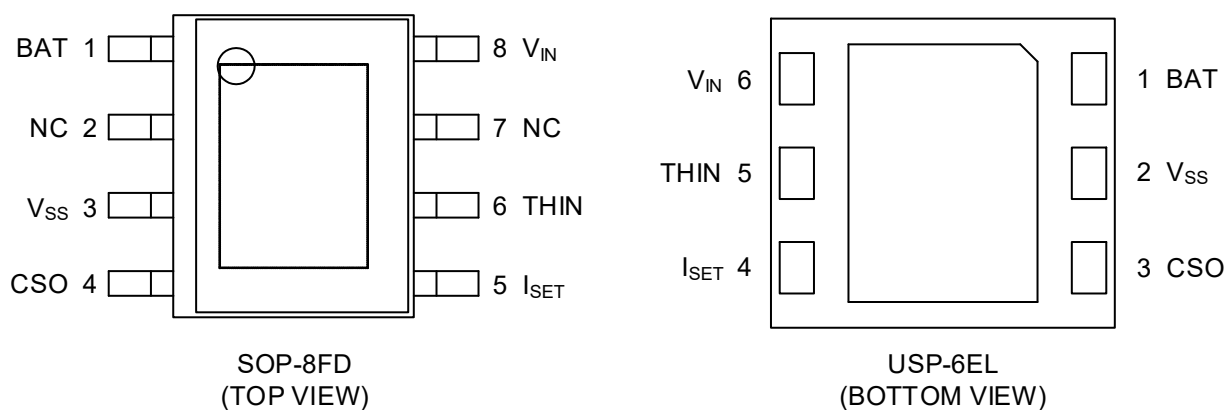 BAT 1
8 VIN
NC 2
7 NC
VSS 3
6 THIN
CSO 4
5 ISET
SOP-8FD
(TOP VIEW)
VIN 6
1 BAT
THIN 5
2 VSS
ISET 4
3 CSO
USP-6EL
(BOTTOM VIEW)